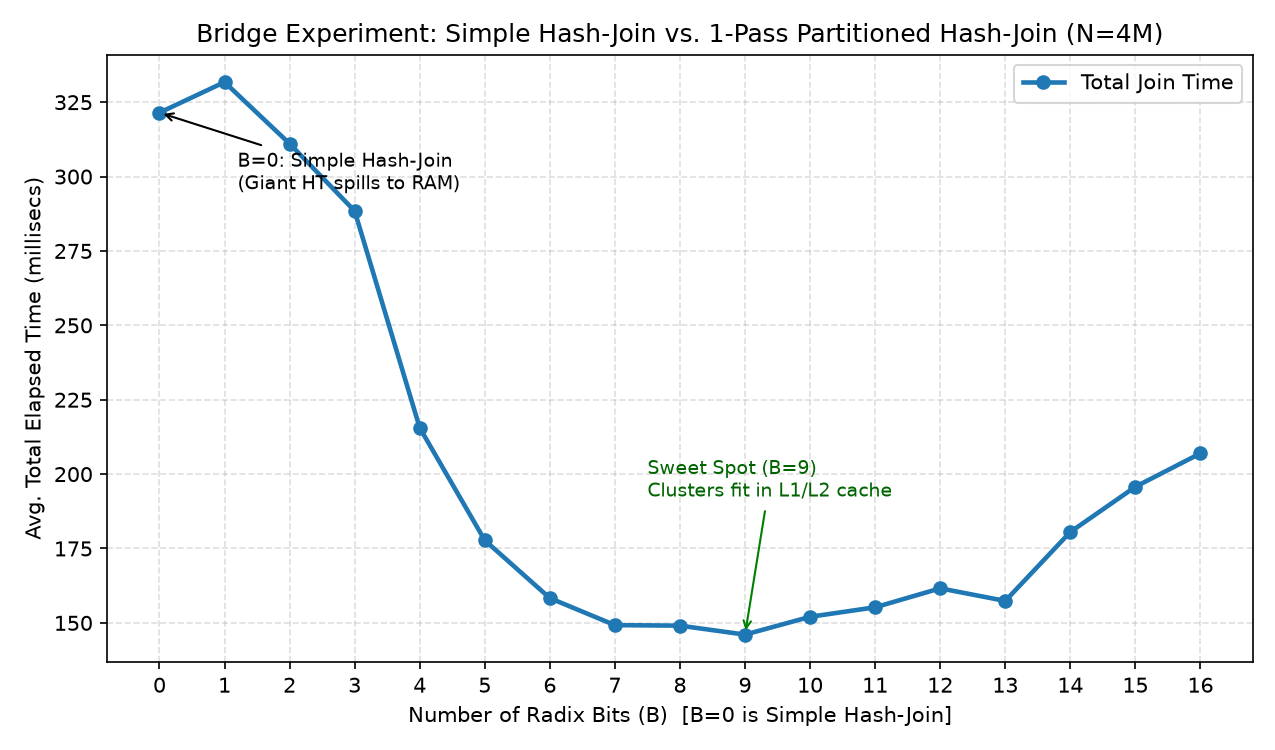 Bridge Experiment: Simple Hash-Join vs. 1-Pass Partitioned Hash-Join (N=4M)
Total Join Time
B=0: Simple Hash-Join
(Giant HT spills to RAM)
Sweet Spot (B=9)
Clusters fit in L1/L2 cache
Avg. Total Elapsed Time (millisecs)
325
300
275
250
225
200
175
150
0 1 2 3 4 5 6 7 8 9 10 11 12 13 14 15 16
Number of Radix Bits (B)  [B=0 is Simple Hash-Join]